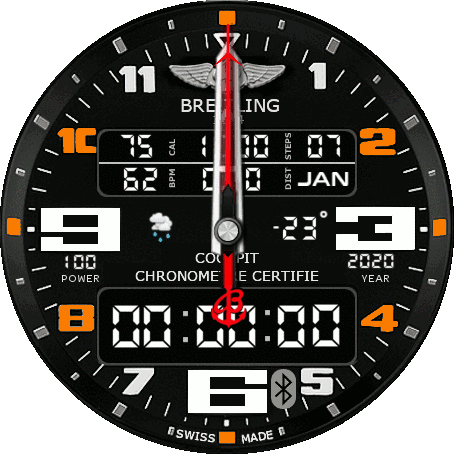 11 1
BREITLING
10 2
75 CAL STEPS 07
62 BPM DIST JAN
9 -23° 3
100 2020
COCKPIT
POWER YEAR
CHRONOMETRE CERTIFIE
8 00:00:00 4
7 6 5
SWISS MADE